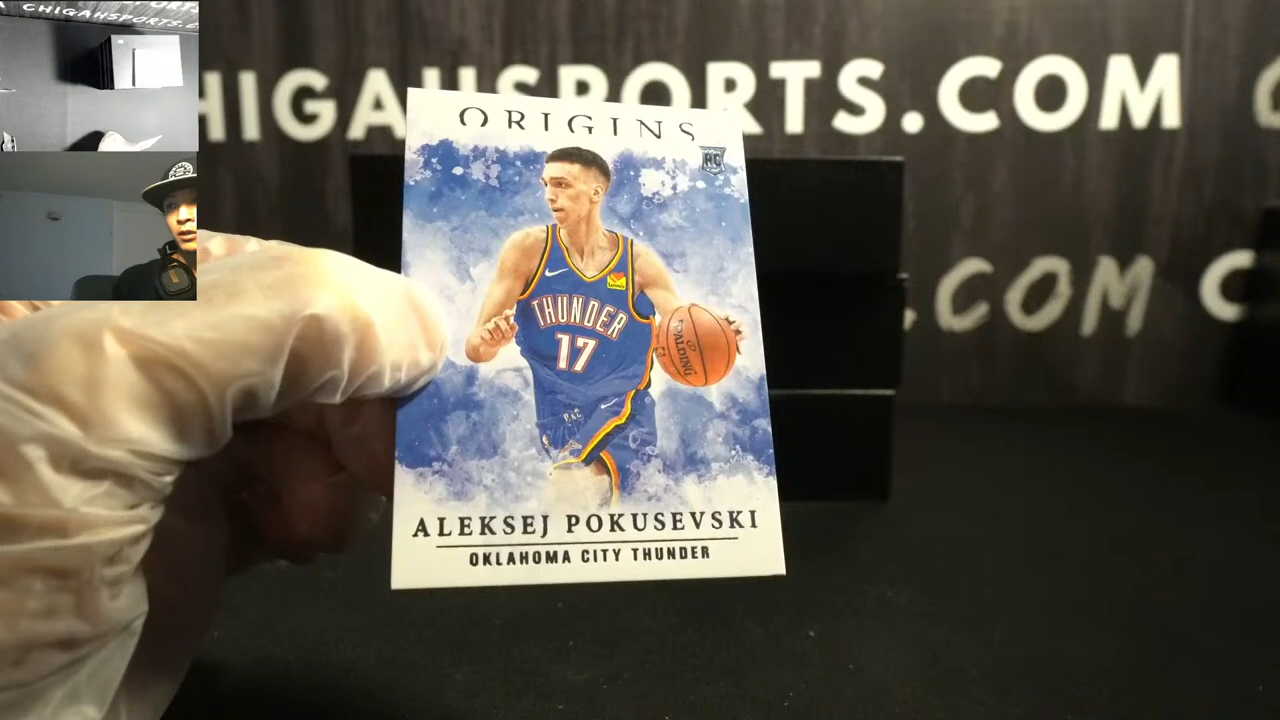 CHIGAHSPORTS.C
HIGAHSPORTS.COM
.COM
ORIGINS
RC
THUNDER
17
SPALDING
ALEKSEJ POKUSEVSKI
OKLAHOMA CITY THUNDER